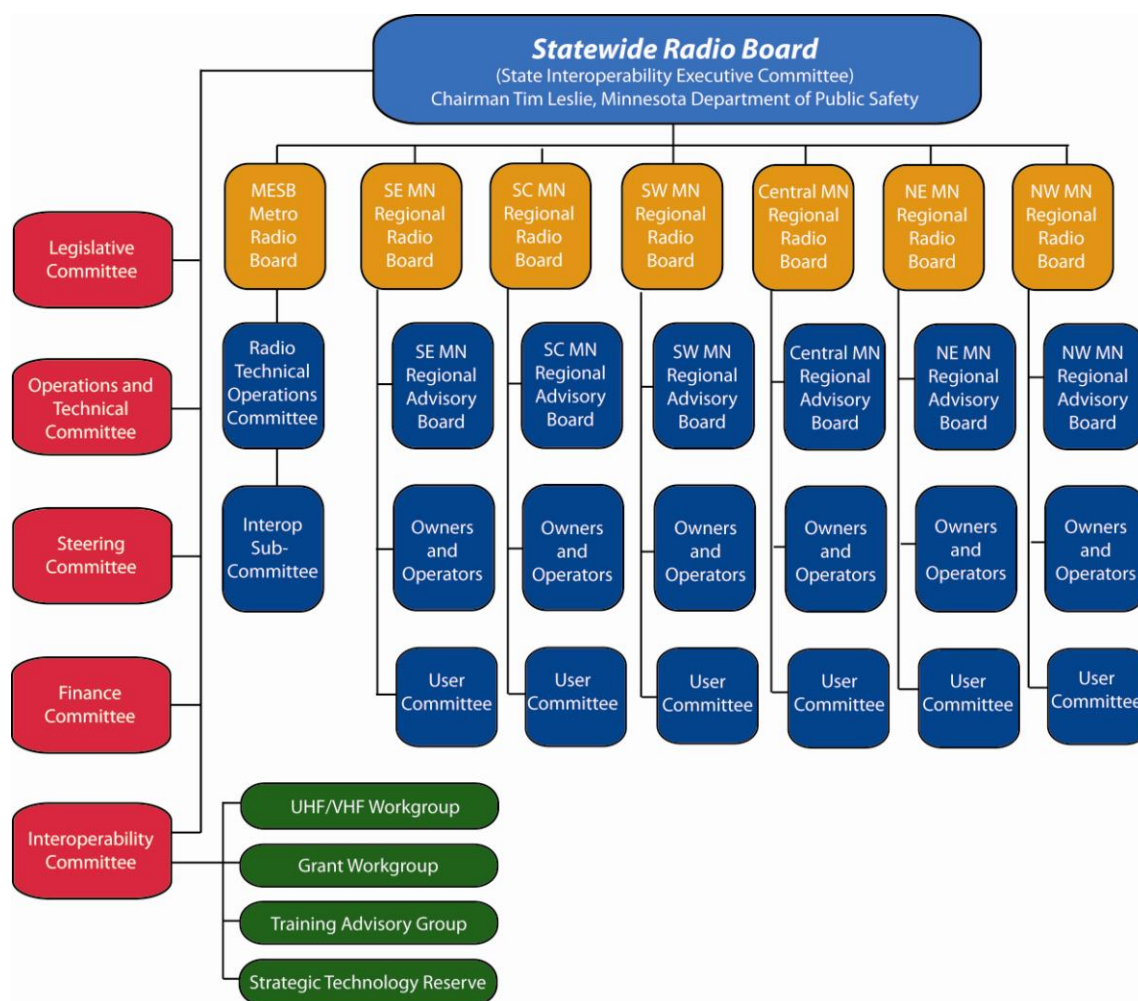 Statewide Radio Board
(State Interoperability Executive Committee)
Chairman Tim Leslie, Minnesota Department of Public Safety
MESB
Metro
Radio
Board
SE MN
Regional
Radio
Board
SC MN
Regional
Radio
Board
SW MN
Regional
Radio
Board
Central MN
Regional
Radio
Board
NE MN
Regional
Radio
Board
NW MN
Regional
Radio
Board
Legislative
Committee
Operations and
Technical
Committee
Steering
Committee
Finance
Committee
Interoperability
Committee
Radio
Technical
Operations
Committee
SE MN
Regional
Advisory
Board
SC MN
Regional
Advisory
Board
SW MN
Regional
Advisory
Board
Central MN
Regional
Advisory
Board
NE MN
Regional
Advisory
Board
NW MN
Regional
Advisory
Board
Interop
Sub-
Committee
Owners
and
Operators
Owners
and
Operators
Owners
and
Operators
Owners
and
Operators
Owners
and
Operators
Owners
and
Operators
User
Committee
User
Committee
User
Committee
User
Committee
User
Committee
User
Committee
UHF/VHF Workgroup
Grant Workgroup
Training Advisory Group
Strategic Technology Reserve